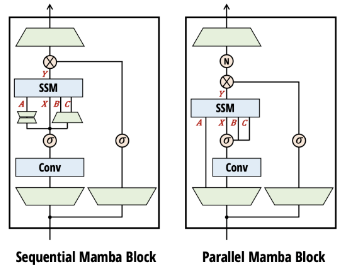 Y
SSM
A X B C
σ σ
Conv
Sequential Mamba Block
N
Y
SSM
A X B C
σ σ
Conv
Parallel Mamba Block